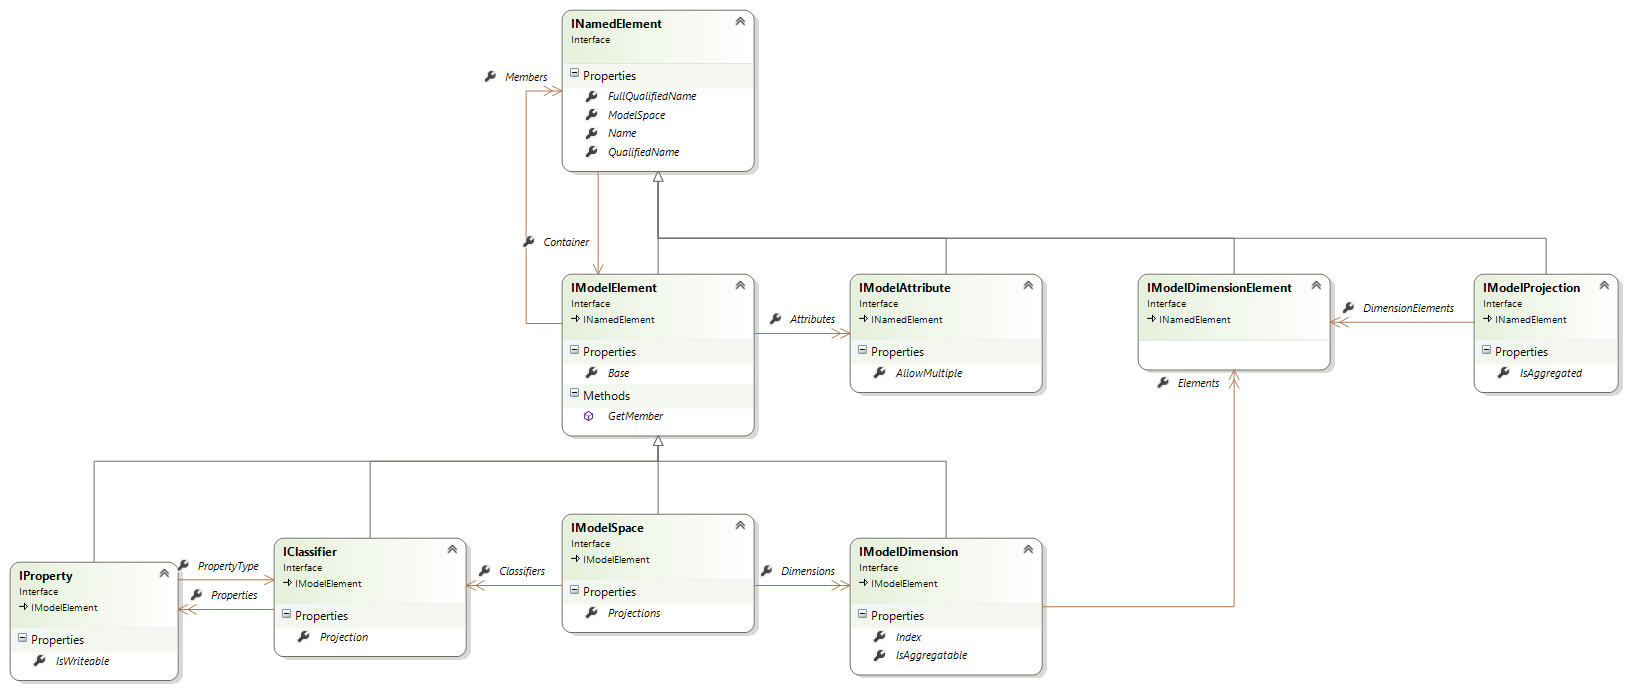 INamedElement
Interface
Properties
FullQualifiedName
ModelSpace
Name
QualifiedName
Members
Container
IModelElement
Interface
INamedElement
Properties
Base
Methods
GetMember
Attributes
IModelAttribute
Interface
INamedElement
Properties
AllowMultiple
IModelDimensionElement
Interface
INamedElement
DimensionElements
IModelProjection
Interface
INamedElement
Properties
IsAggregated
Elements
IProperty
Interface
IModelElement
Properties
IsWriteable
PropertyType
Properties
IClassifier
Interface
IModelElement
Properties
Projection
Classifiers
IModelSpace
Interface
IModelElement
Properties
Projections
Dimensions
IModelDimension
Interface
IModelElement
Properties
Index
IsAggregatable